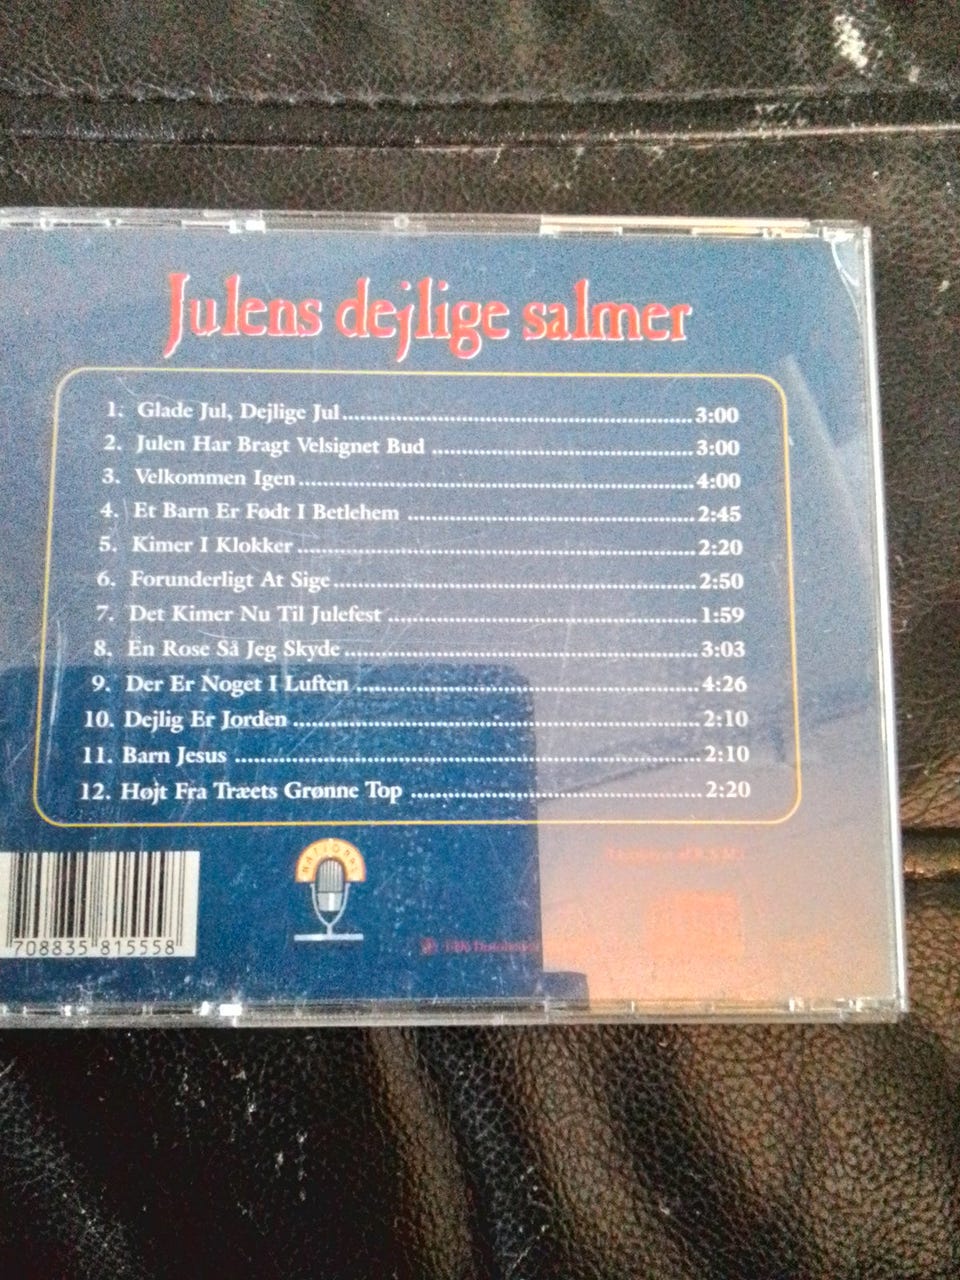 Julens dejlige salmer
1. Glade Jul, Dejlige Jul 3:00
2. Julen Har Bragt Velsignet Bud 3:00
3. Velkommen Igen 4:00
4. Et Barn Er Født I Betlehem 2:45
5. Kimer I Klokker 2:20
6. Forunderligt At Sige 2:50
7. Det Kimer Nu Til Julefest 1:59
8. En Rose Så Jeg Skyde 3:03
9. Der Er Noget I Luften 4:26
10. Dejlig Er Jorden 2:10
11. Barn Jesus 2:10
12. Højt Fra Træets Grønne Top 2:20
NATIONAL
708835 815558